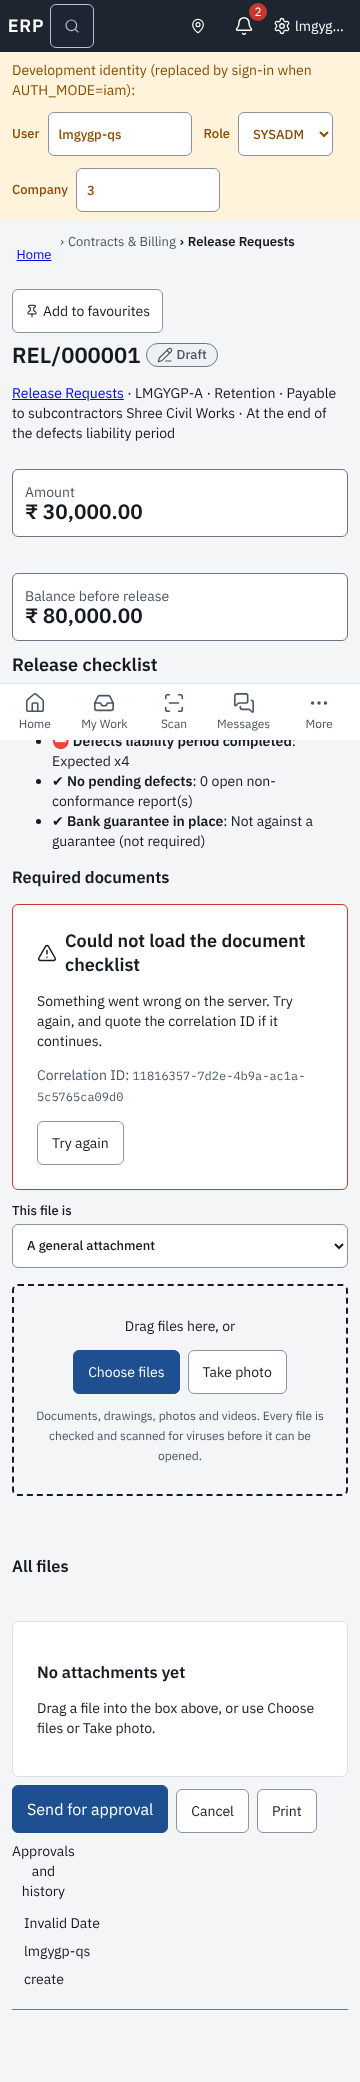 ERP
2
lmgyg...
Development identity (replaced by sign-in when
AUTH_MODE=iam):
User lmgygp-qs Role SYSADM
Company 3
Home › Contracts & Billing › Release Requests
Add to favourites
REL/000001 Draft
Release Requests · LMGYGP-A · Retention · Payable
to subcontractors Shree Civil Works · At the end of
the defects liability period
Amount
₹ 30,000.00
Balance before release
₹ 80,000.00
Release checklist
Home My Work Scan Messages More
Defects liability period completed:
Expected x4
✔ No pending defects: 0 open non-
conformance report(s)
✔ Bank guarantee in place: Not against a
guarantee (not required)
Required documents
Could not load the document
checklist
Something went wrong on the server. Try
again, and quote the correlation ID if it
continues.
Correlation ID: 11816357-7d2e-4b9a-ac1a-
5c5765ca09d0
Try again
This file is
A general attachment
Drag files here, or
Choose files Take photo
Documents, drawings, photos and videos. Every file is
checked and scanned for viruses before it can be
opened.
All files
No attachments yet
Drag a file into the box above, or use Choose
files or Take photo.
Send for approval Cancel Print
Approvals
and
history
Invalid Date
lmgygp-qs
create